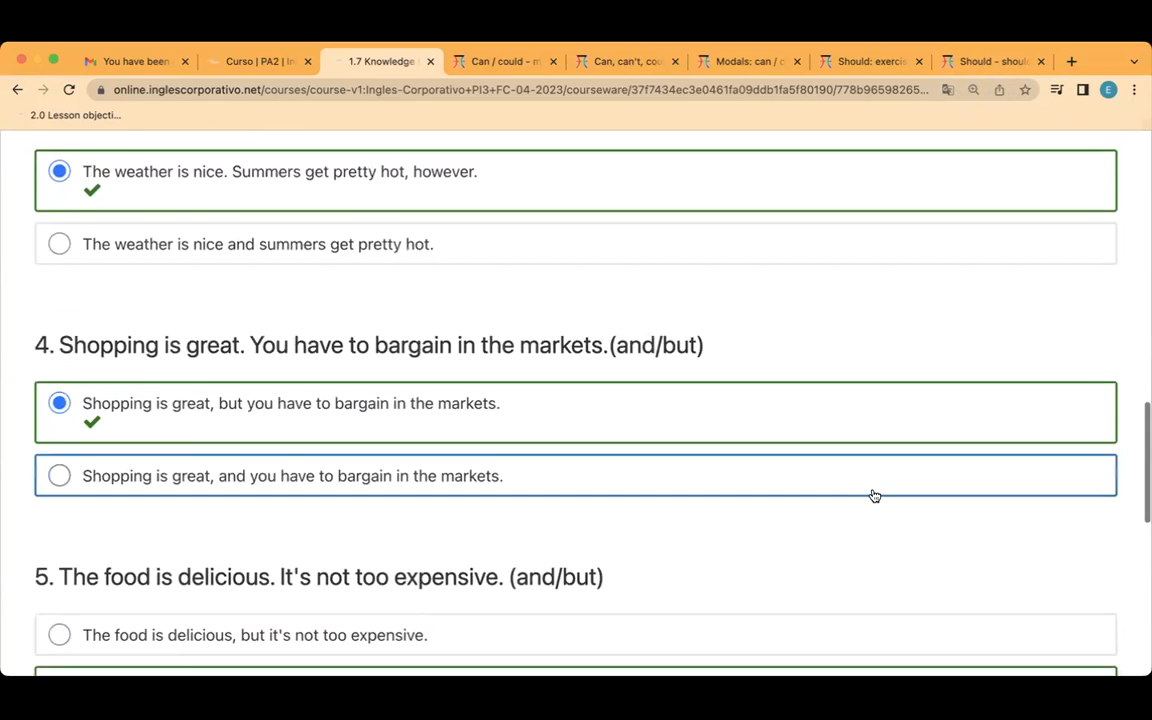 You have been
Curso | PA2 | In
1.7 Knowledge
Can / could - m
Can, can't, cou
Modals: can / c
Should: exercis
Should - shoul
online.inglescorporativo.net/courses/course-v1:Ingles-Corporativo+PI3+FC-04-2023/courseware/37f7434ec3e0461fa09ddb1fa5f80190/778b96598265...
E
2.0 Lesson objecti...
The weather is nice. Summers get pretty hot, however.
The weather is nice and summers get pretty hot.
4. Shopping is great. You have to bargain in the markets.(and/but)
Shopping is great, but you have to bargain in the markets.
Shopping is great, and you have to bargain in the markets.
5. The food is delicious. It's not too expensive. (and/but)
The food is delicious, but it's not too expensive.